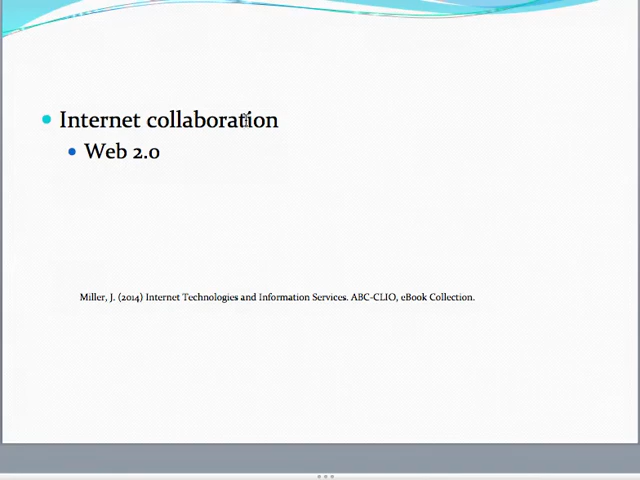 Internet collaboration
Web 2.0
Miller, J. (2014) Internet Technologies and Information Services. ABC-CLIO, eBook Collection.